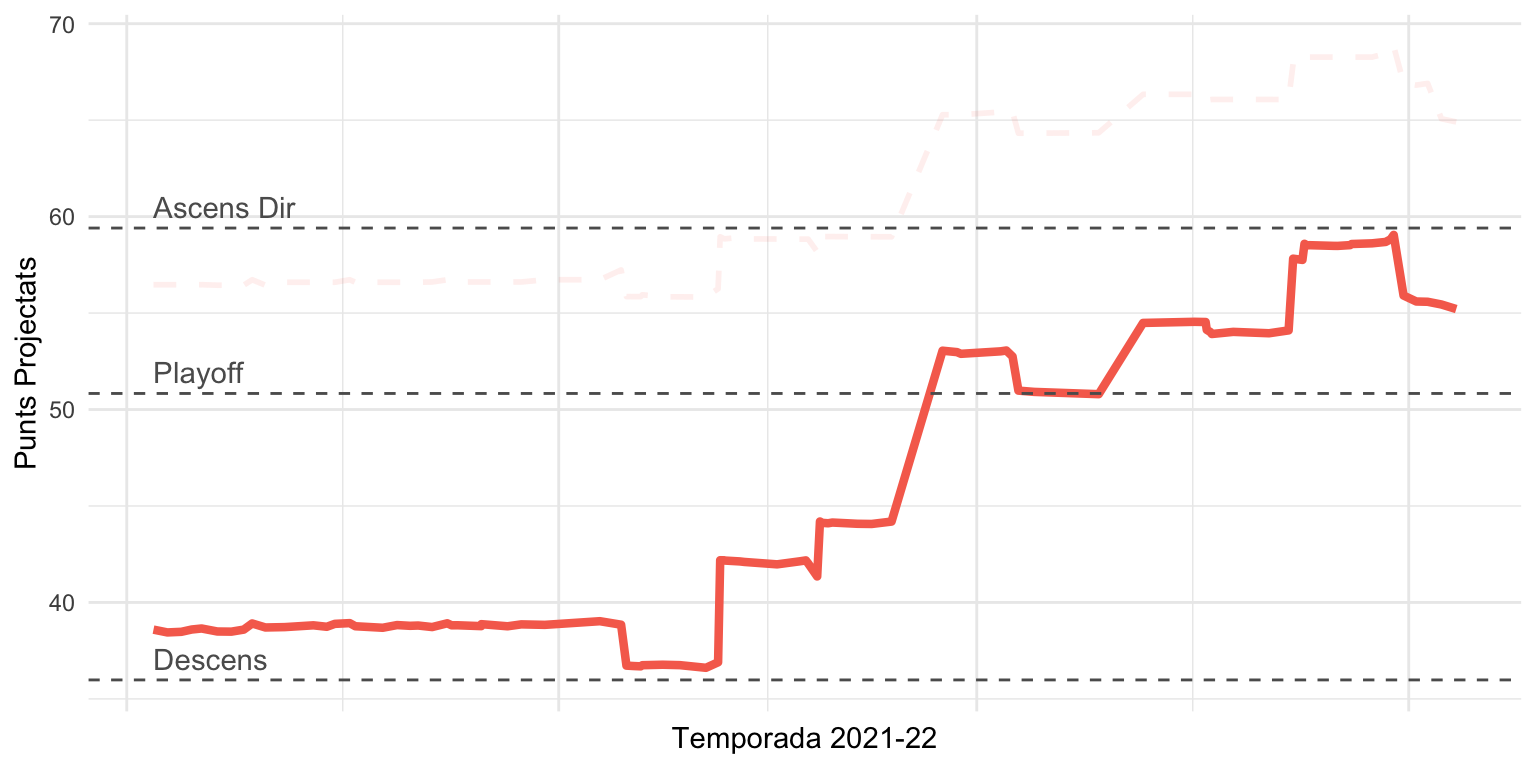 70
Ascens Dir
60
Punts Projectats
Playoff
50
40
Descens
Temporada 2021-22